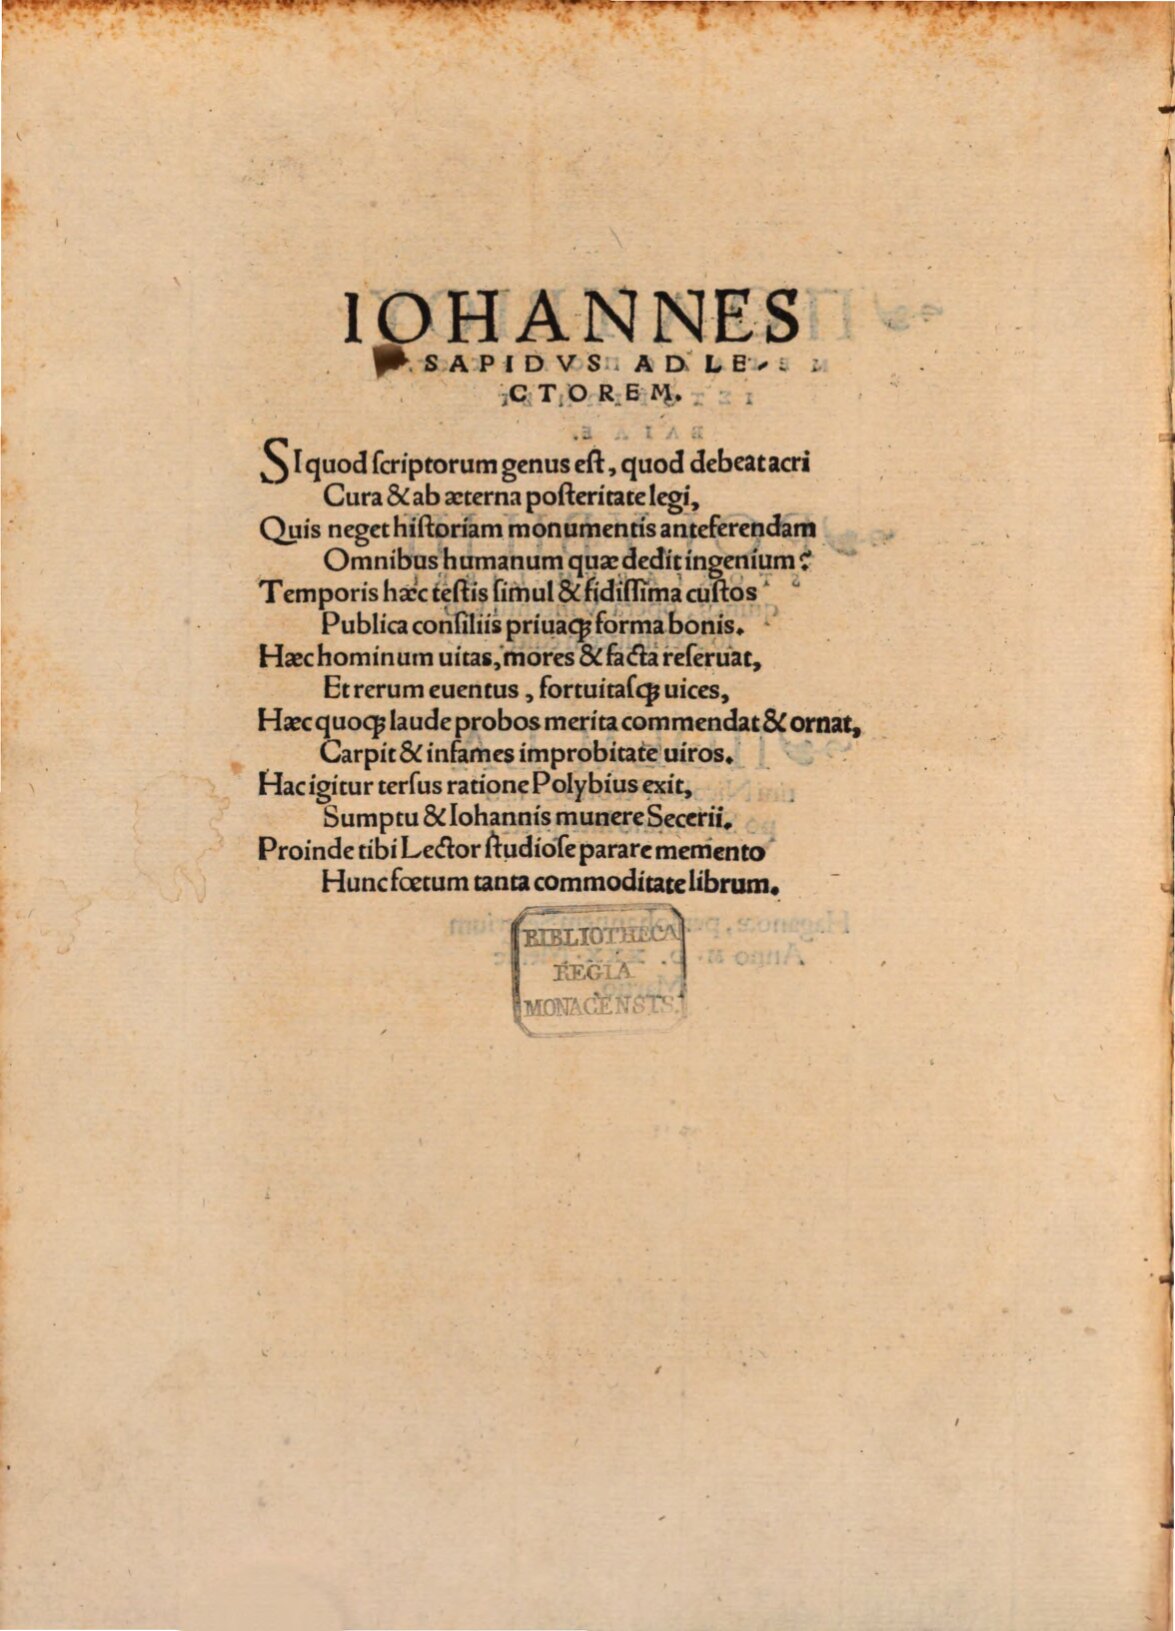 IOHANNES
SAPIDVS AD LE-
CTOREM.
SI quod scriptorum genus est, quod debeat acri
Cura & ab æterna posteritate legi,
Quis neget historiam monumentis anteferendam
Omnibus humanum quæ dedit ingenium?
Temporis hæc testis simul & fidissima custos
Publica consiliis priuaq́; forma bonis.
Hæc hominum uitas, mores & facta reseruat,
Et rerum euentus, fortuitasq́; uices,
Hæc quoq; laude probos merita commendat & ornat,
Carpit & infames improbitate uiros.
Hac igitur tersus ratione Polybius exit,
Sumptu & Iohannis munere Secerii.
Proinde tibi Lector studiose parare memento
Hunc fœtum tanta commoditate librum.
BIBLIOTHECA
REGIA
MONACENSIS.